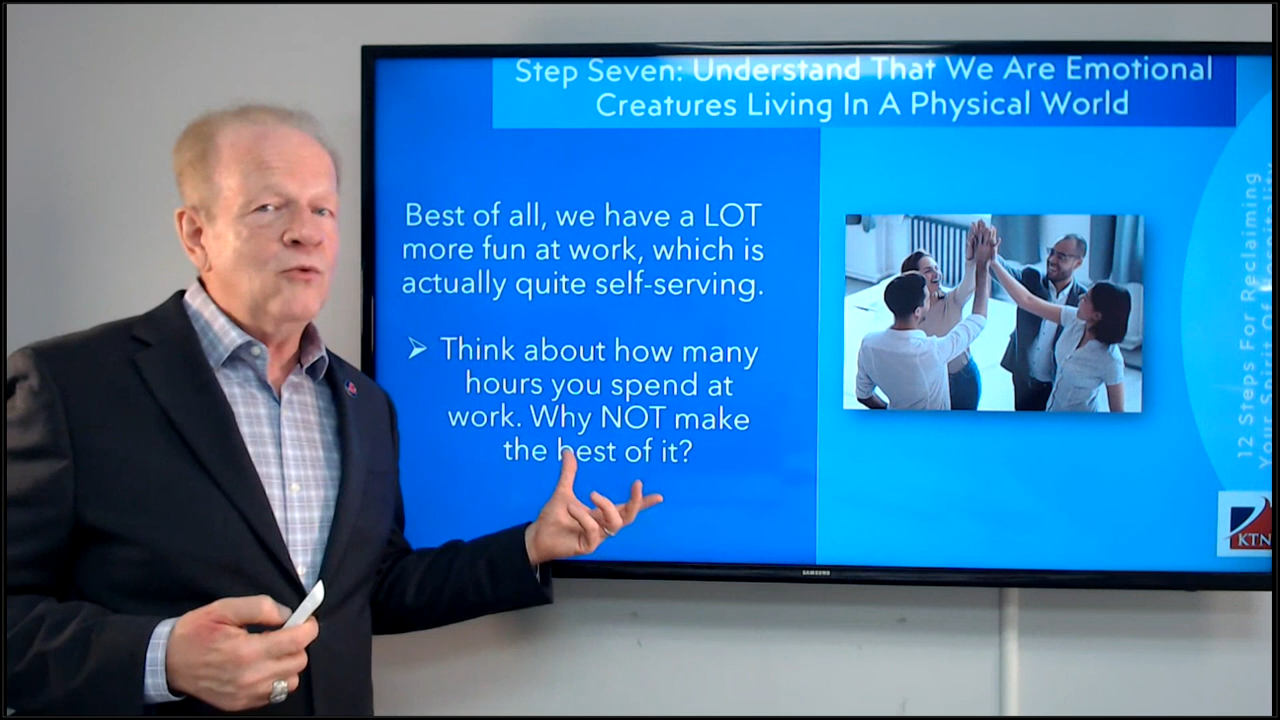 Step Seven: Understand That We Are Emotional
Creatures Living In A Physical World
Best of all, we have a LOT
more fun at work, which is
actually quite self-serving.
➢ Think about how many
hours you spend at
work. Why NOT make
the best of it?
12 Steps For Reclaiming
Your Spirit Of Hospitality
KTN
SAMSUNG